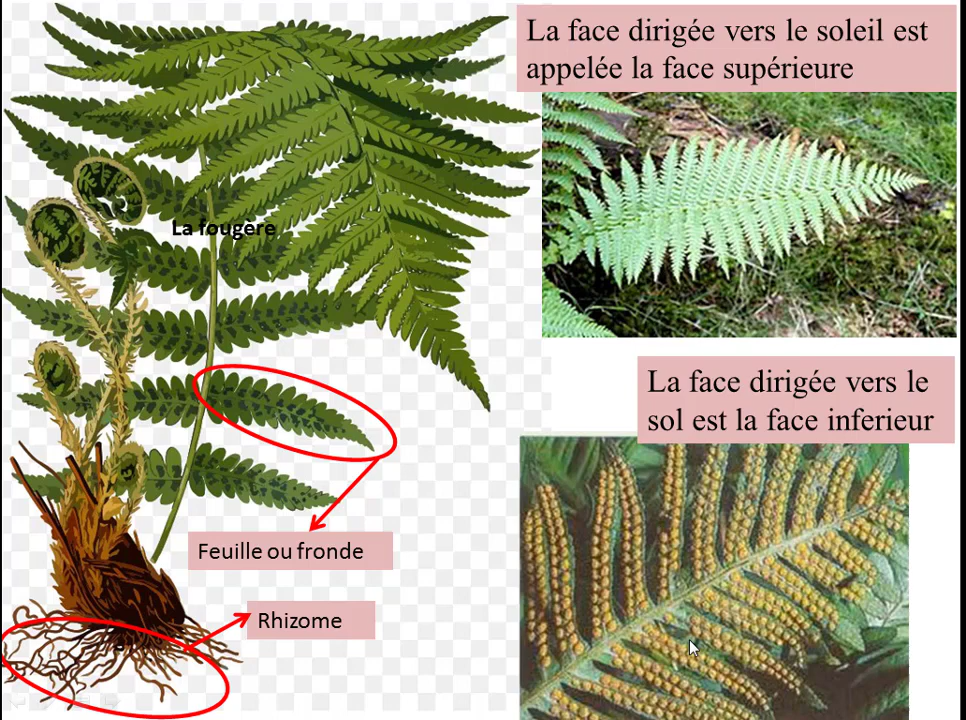 La face dirigée vers le soleil est
appelée la face supérieure
La fougère
La face dirigée vers le
sol est la face inferieur
Feuille ou fronde
Rhizome